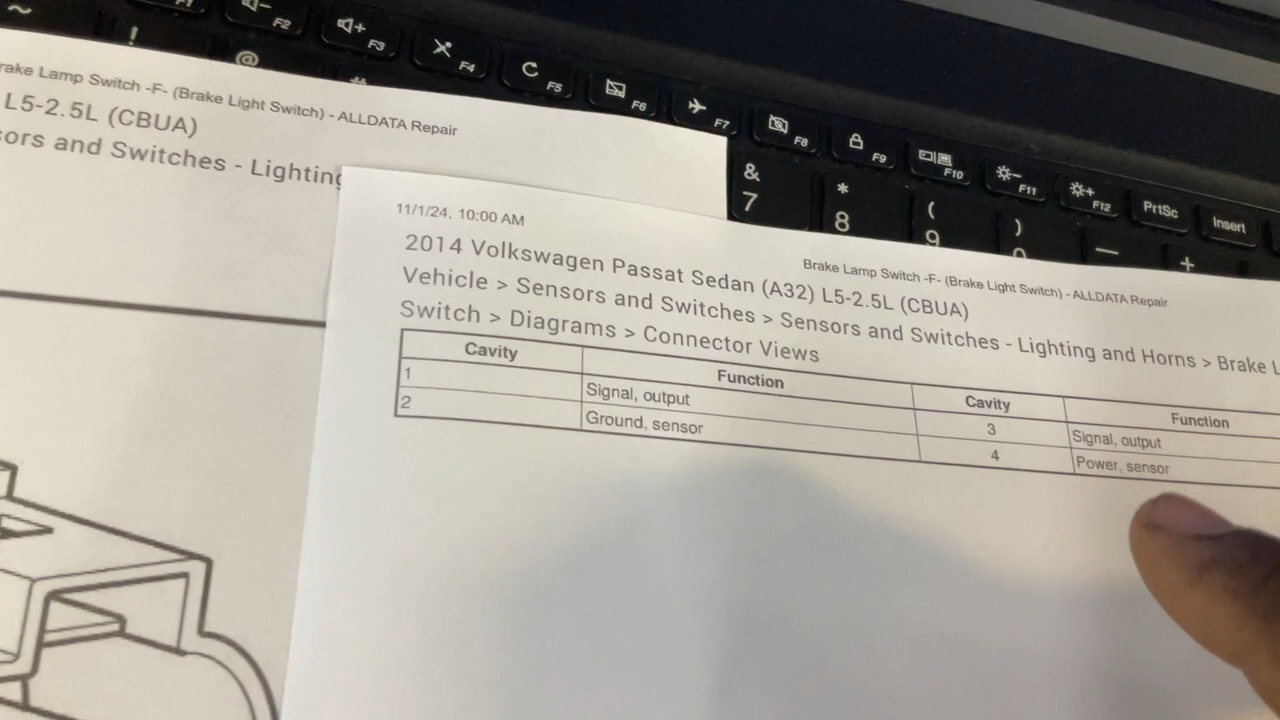 F1
F2
F3
F4
F5
F6
F7
F8
F9
F10
F11
F12
PrtSc
Insert
~
!
@
#
&
7
*
8
(
9
)
0
—
+
Lamp Switch -F- (Brake Light Switch) - ALLDATA Repair
L5-2.5L (CBUA)
and Switches - Lighting
11/1/24, 10:00 AM
Brake Lamp Switch -F- (Brake Light Switch) - ALLDATA Repair
2014 Volkswagen Passat Sedan (A32) L5-2.5L (CBUA)
Vehicle > Sensors and Switches > Sensors and Switches - Lighting and Horns > Brake L
Switch > Diagrams > Connector Views
Cavity Function Cavity Function
1 Signal, output 3 Signal, output
2 Ground, sensor 4 Power, sensor